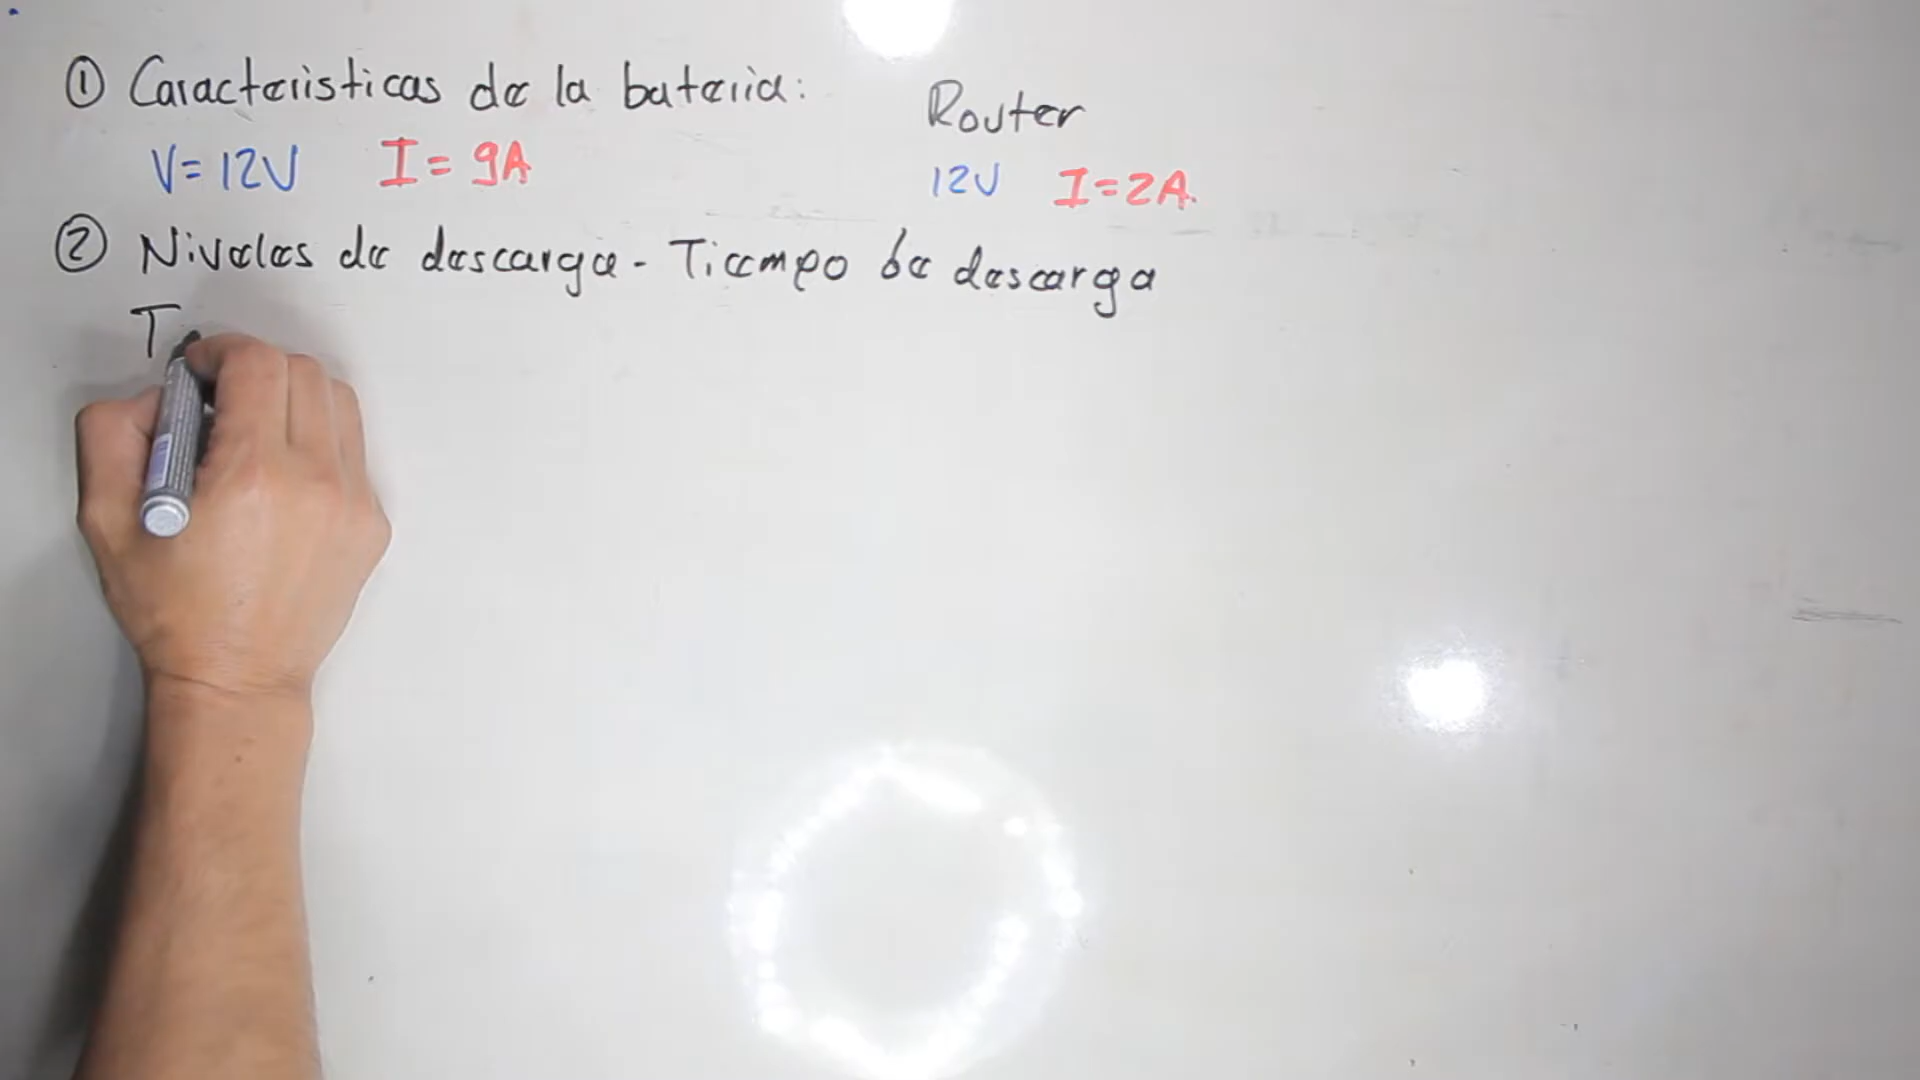 ① Caracteristicas de la bateria:
V=12V I=9A
Router
12V I=2A.
② Niveles de descarga - Tiempo de descarga
T